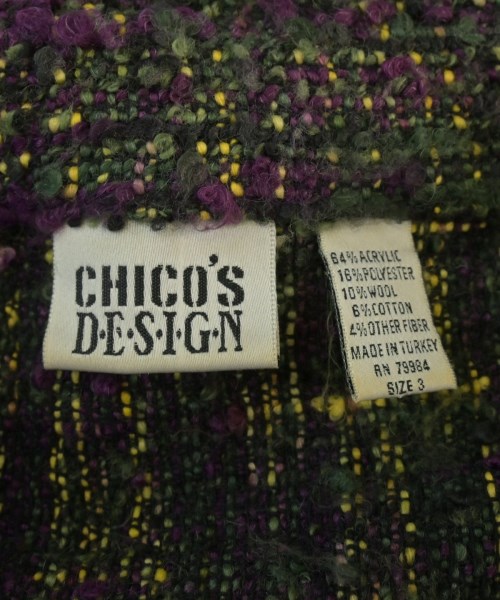 CHICO'S
D·E·S·I·G·N
64% ACRYLIC
16% POLYESTER
10% WOOL
6% COTTON
4% OTHER FIBER
MADE IN TURKEY
RN 79984
SIZE 3